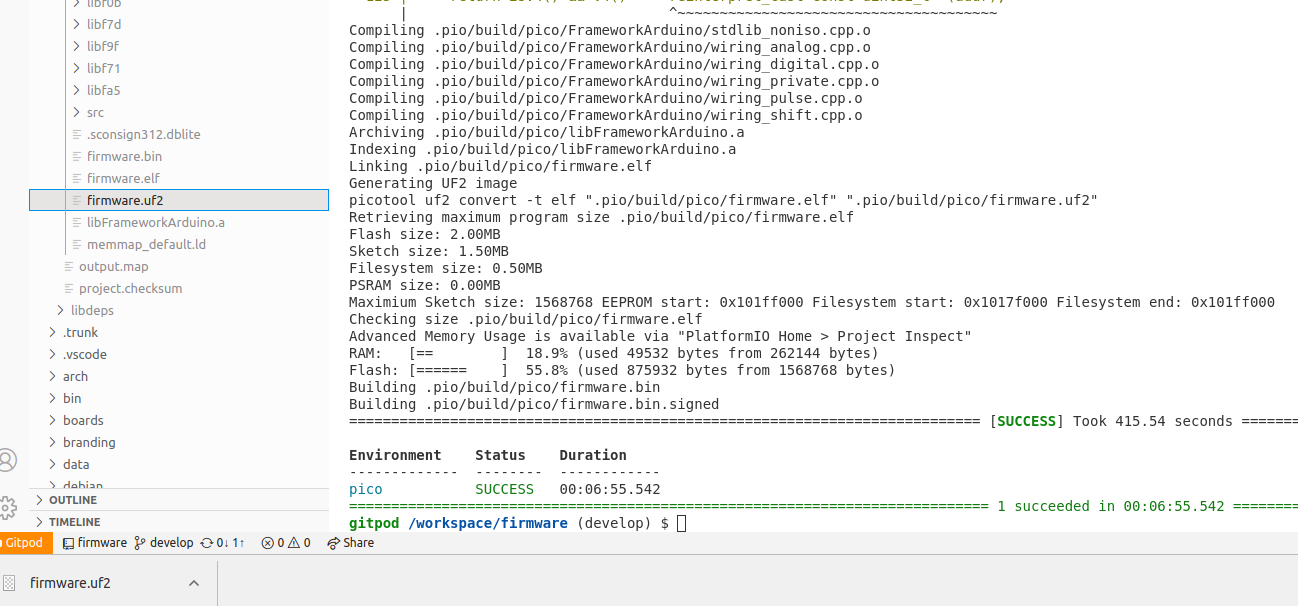 libf0b
libf7d
libf9f
libf71
libfa5
src
.sconsign312.dblite
firmware.bin
firmware.elf
firmware.uf2
libFrameworkArduino.a
memmap_default.ld
output.map
project.checksum
libdeps
.trunk
.vscode
arch
bin
boards
branding
data
debian
OUTLINE
TIMELINE
|                               ^~~~~~~~~~~~~~~~~~~~~~~~~~~~~~~~~~~~~~~
Compiling .pio/build/pico/FrameworkArduino/stdlib_noniso.cpp.o
Compiling .pio/build/pico/FrameworkArduino/wiring_analog.cpp.o
Compiling .pio/build/pico/FrameworkArduino/wiring_digital.cpp.o
Compiling .pio/build/pico/FrameworkArduino/wiring_private.cpp.o
Compiling .pio/build/pico/FrameworkArduino/wiring_pulse.cpp.o
Compiling .pio/build/pico/FrameworkArduino/wiring_shift.cpp.o
Archiving .pio/build/pico/libFrameworkArduino.a
Indexing .pio/build/pico/libFrameworkArduino.a
Linking .pio/build/pico/firmware.elf
Generating UF2 image
picotool uf2 convert -t elf ".pio/build/pico/firmware.elf" ".pio/build/pico/firmware.uf2"
Retrieving maximum program size .pio/build/pico/firmware.elf
Flash size: 2.00MB
Sketch size: 1.50MB
Filesystem size: 0.50MB
PSRAM size: 0.00MB
Maximium Sketch size: 1568768 EEPROM start: 0x101ff000 Filesystem start: 0x1017f000 Filesystem end: 0x101ff000
Checking size .pio/build/pico/firmware.elf
Advanced Memory Usage is available via "PlatformIO Home > Project Inspect"
RAM:   [==        ]  18.9% (used 49532 bytes from 262144 bytes)
Flash: [======    ]  55.8% (used 875932 bytes from 1568768 bytes)
Building .pio/build/pico/firmware.bin
Building .pio/build/pico/firmware.bin.signed
=========================================================================== [SUCCESS] Took 415.54 seconds =======
Environment    Status    Duration
-------------  --------  ------------
pico           SUCCESS   00:06:55.542
============================================================================ 1 succeeded in 00:06:55.542 ========
gitpod /workspace/firmware (develop) $
Gitpod firmware develop 0↓ 1↑ 0 0 Share
firmware.uf2